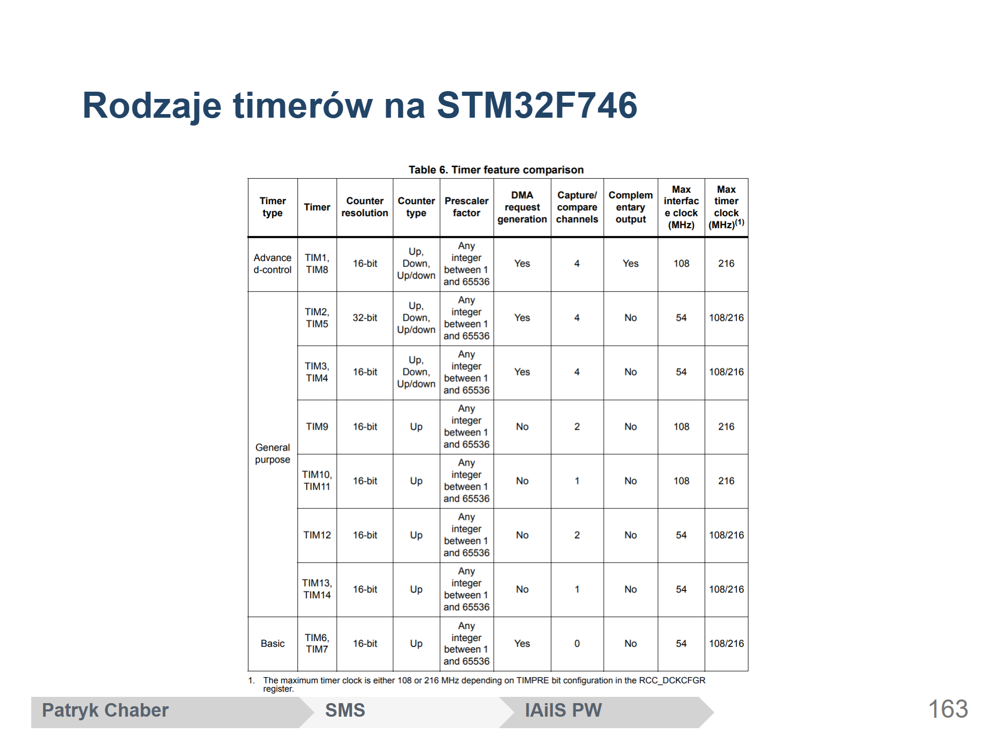 Rodzaje timerów na STM32F746
Table 6. Timer feature comparison
Timer type | Timer | Counter resolution | Counter type | Prescaler factor | DMA request generation | Capture/ compare channels | Complem entary output | Max interfac e clock (MHz) | Max timer clock (MHz)(1)
Advance d-control | TIM1, TIM8 | 16-bit | Up, Down, Up/down | Any integer between 1 and 65536 | Yes | 4 | Yes | 108 | 216
General purpose | TIM2, TIM5 | 32-bit | Up, Down, Up/down | Any integer between 1 and 65536 | Yes | 4 | No | 54 | 108/216
TIM3, TIM4 | 16-bit | Up, Down, Up/down | Any integer between 1 and 65536 | Yes | 4 | No | 54 | 108/216
TIM9 | 16-bit | Up | Any integer between 1 and 65536 | No | 2 | No | 108 | 216
TIM10, TIM11 | 16-bit | Up | Any integer between 1 and 65536 | No | 1 | No | 108 | 216
TIM12 | 16-bit | Up | Any integer between 1 and 65536 | No | 2 | No | 54 | 108/216
TIM13, TIM14 | 16-bit | Up | Any integer between 1 and 65536 | No | 1 | No | 54 | 108/216
Basic | TIM6, TIM7 | 16-bit | Up | Any integer between 1 and 65536 | Yes | 0 | No | 54 | 108/216
1. The maximum timer clock is either 108 or 216 MHz depending on TIMPRE bit configuration in the RCC_DCKCFGR
register.
Patryk Chaber
SMS
IAiIS PW
163